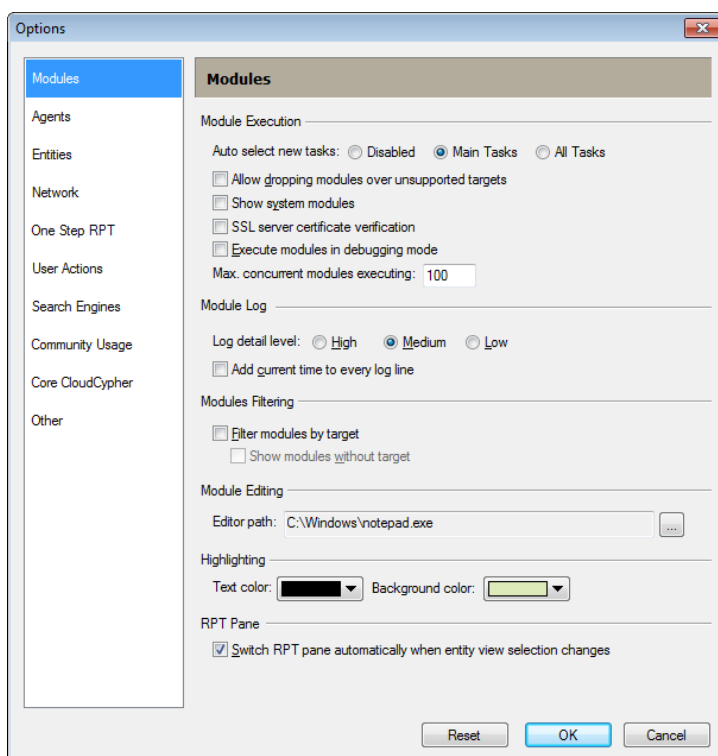 Options
Modules
Agents
Entities
Network
One Step RPT
User Actions
Search Engines
Community Usage
Core CloudCypher
Other
Modules
Module Execution
Auto select new tasks: Disabled Main Tasks All Tasks
Allow dropping modules over unsupported targets
Show system modules
SSL server certificate verification
Execute modules in debugging mode
Max. concurrent modules executing: 100
Module Log
Log detail level: High Medium Low
Add current time to every log line
Modules Filtering
Filter modules by target
Show modules without target
Module Editing
Editor path: C:\Windows\notepad.exe ...
Highlighting
Text color: Background color:
RPT Pane
Switch RPT pane automatically when entity view selection changes
Reset OK Cancel